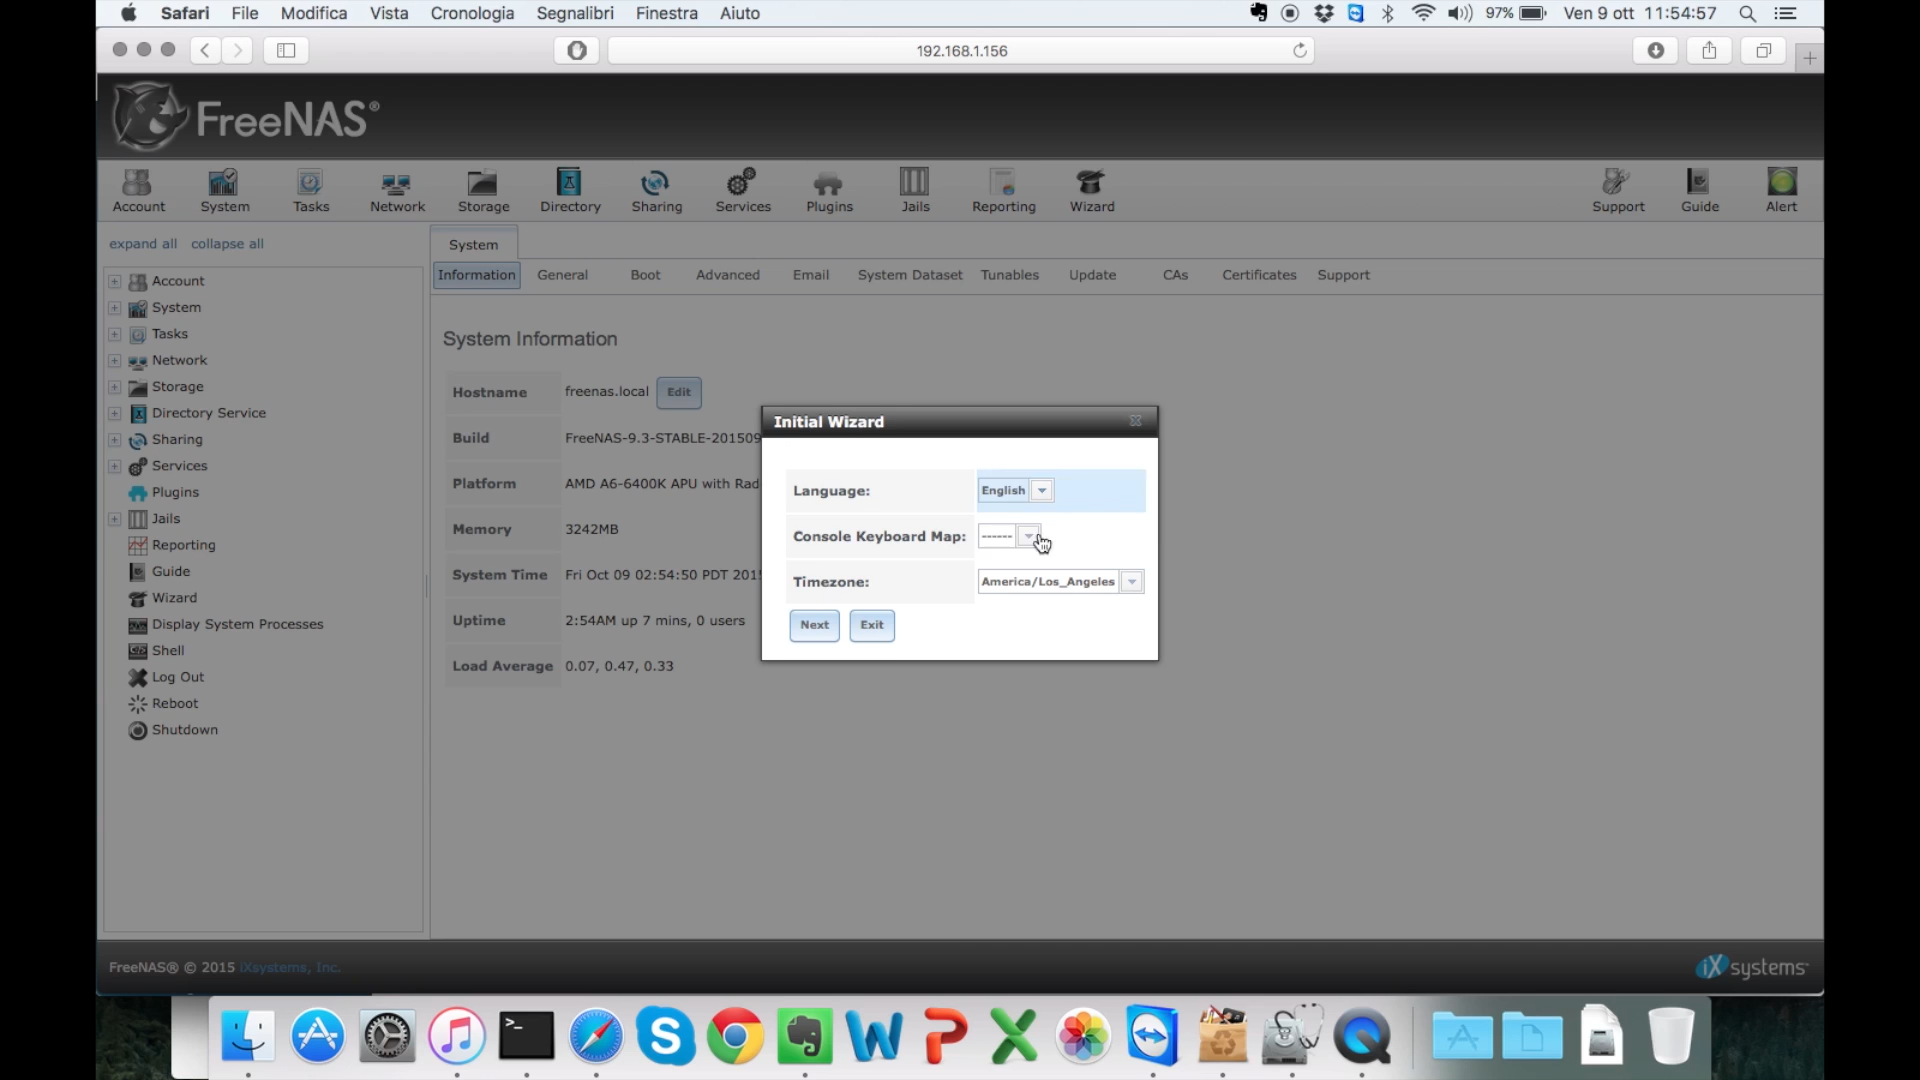 Safari File Modifica Vista Cronologia Segnalibri Finestra Aiuto 97% Ven 9 ott 11:54:57
192.168.1.156
FreeNAS®
Account System Tasks Network Storage Directory Sharing Services Plugins Jails Reporting Wizard Support Guide Alert
expand all collapse all
System
Information General Boot Advanced Email System Dataset Tunables Update CAs Certificates Support
Account
System
Tasks
Network
Storage
Directory Service
Sharing
Services
Plugins
Jails
Reporting
Guide
Wizard
Display System Processes
Shell
Log Out
Reboot
Shutdown
System Information
Hostname freenas.local Edit
Build FreeNAS-9.3-STABLE-201509
Platform AMD A6-6400K APU with Rad
Memory 3242MB
System Time Fri Oct 09 02:54:50 PDT 201
Uptime 2:54AM up 7 mins, 0 users
Load Average 0.07, 0.47, 0.33
Initial Wizard
Language: English
Console Keyboard Map: ------
Timezone: America/Los_Angeles
Next Exit
FreeNAS® © 2015 iXsystems, Inc.
iX systems